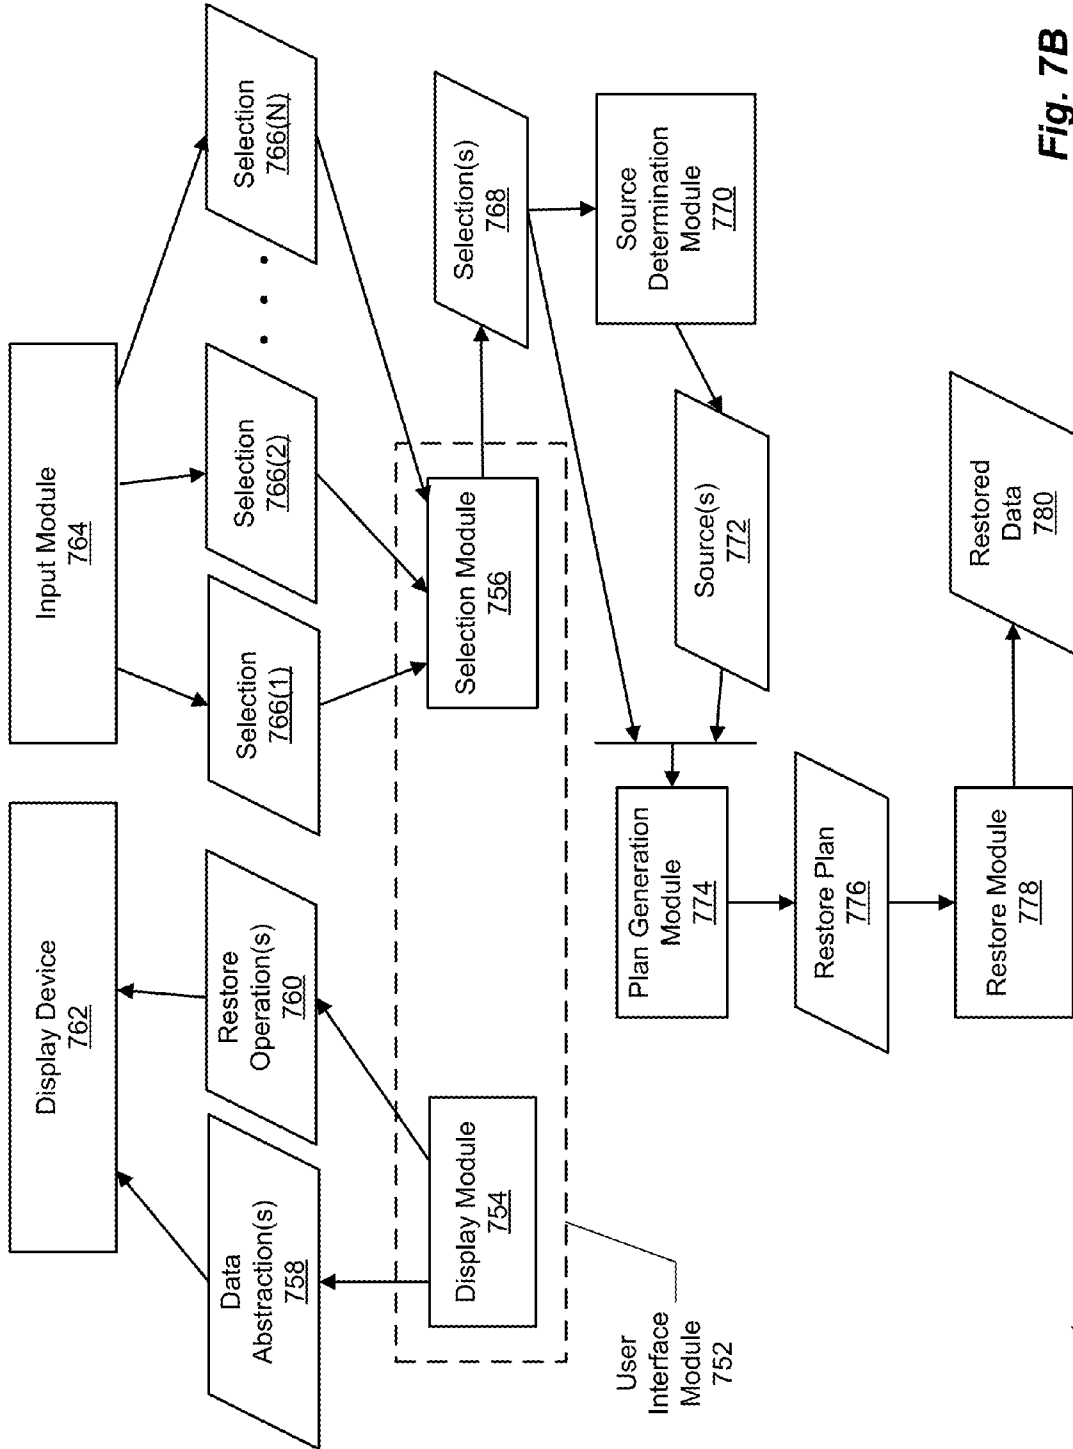 Display Device
762
Input Module
764
Data
Abstraction(s)
758
Restore
Operation(s)
760
Selection
766(1)
Selection
766(2)
Selection
766(N)
Display Module
754
Selection Module
756
Selection(s)
768
User
Interface
Module
752
Plan Generation
Module
774
Source(s)
772
Source
Determination
Module
770
Restore Plan
776
Restore Module
778
Restored
Data
780
Fig. 7B